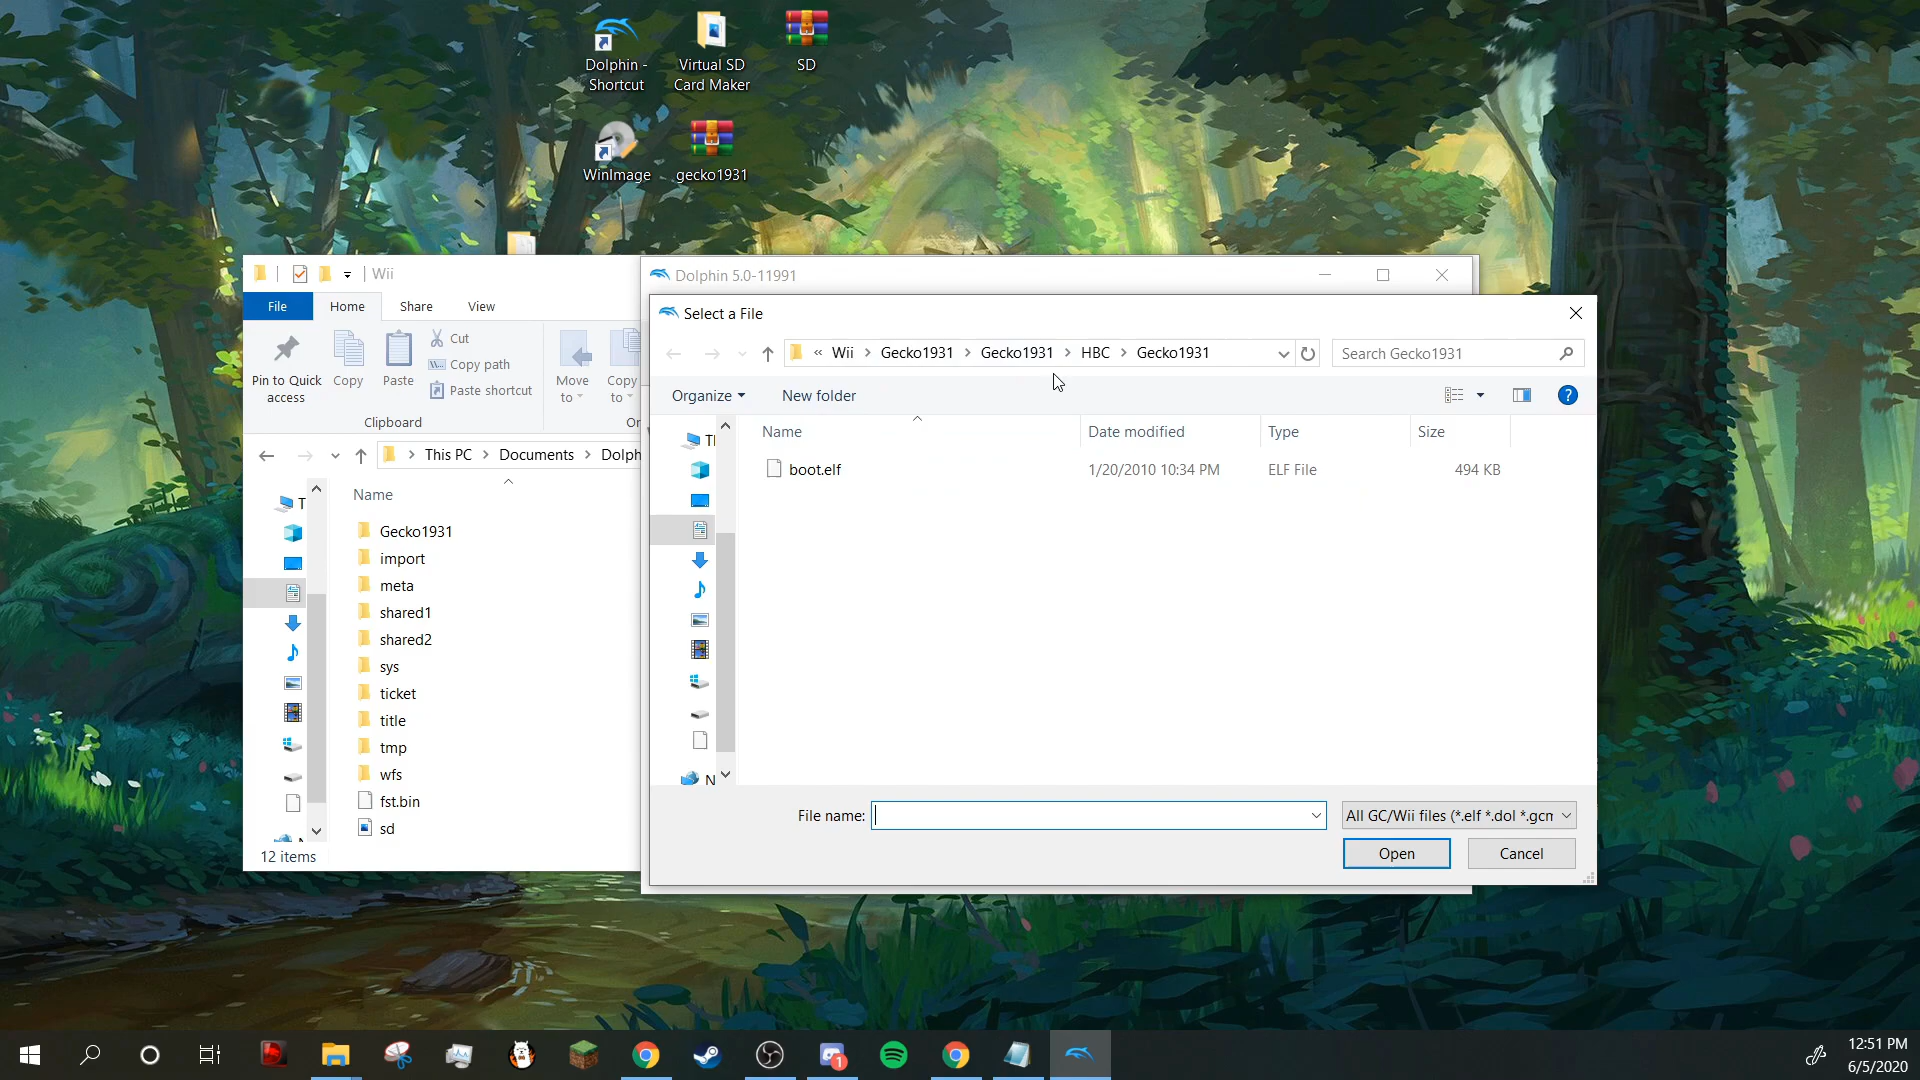 Dolphin -
Shortcut
Virtual SD
Card Maker
SD
WinImage
gecko1931
Wii
File
Home
Share
View
Pin to Quick
access
Copy
Paste
Cut
Copy path
Paste shortcut
Clipboard
Move
to
Copy
to
Or
This PC
Documents
Dolph
T
Name
Gecko1931
import
meta
shared1
shared2
sys
ticket
title
tmp
wfs
fst.bin
sd
12 items
Dolphin 5.0-11991
Select a File
« Wii > Gecko1931 > Gecko1931 > HBC > Gecko1931
Search Gecko1931
Organize
New folder
?
Name
Date modified
Type
Size
boot.elf
1/20/2010 10:34 PM
ELF File
494 KB
N
File name:
All GC/Wii files (*.elf *.dol *.gcm
Open
Cancel
1
12:51 PM
6/5/2020